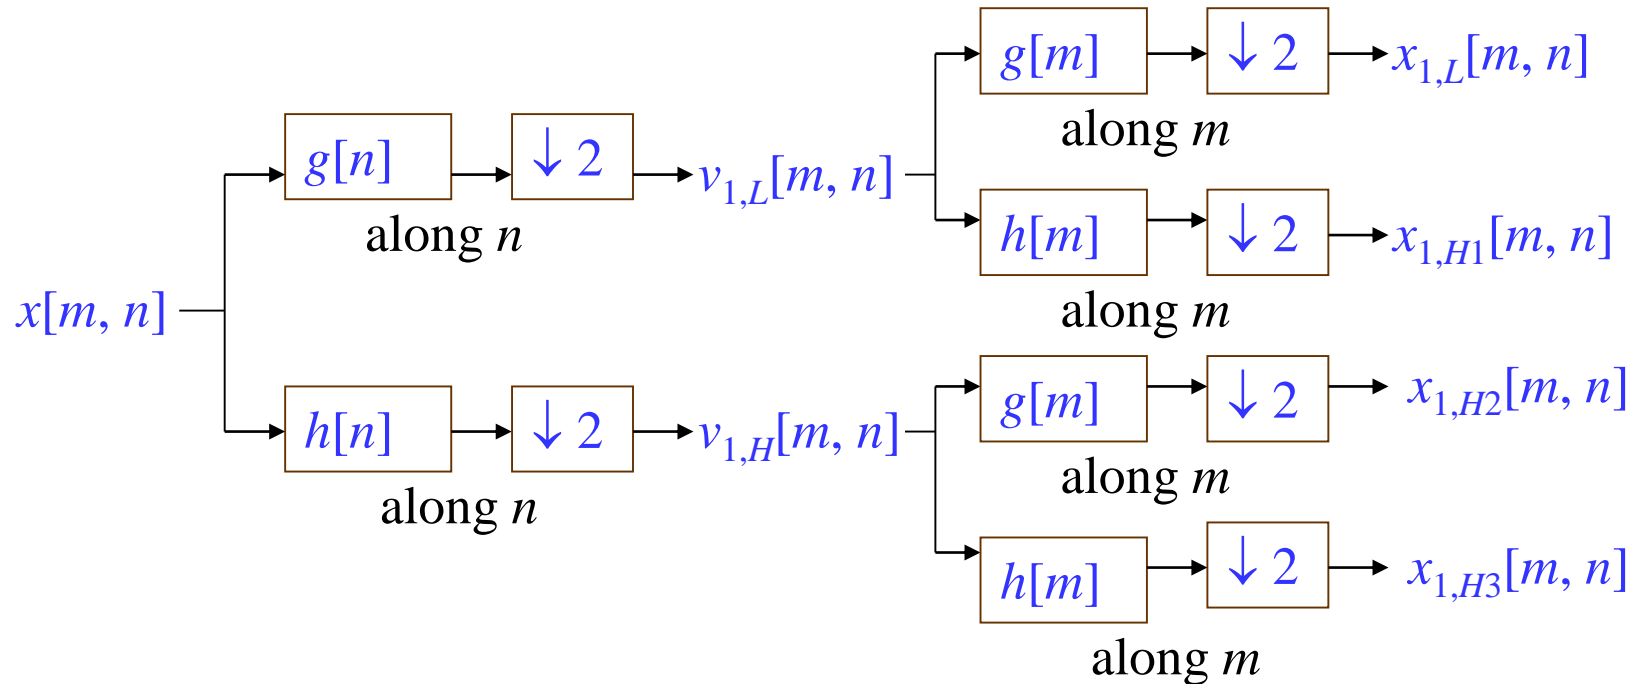 g[m] ↓ 2 x1,L[m, n]
along m
g[n] ↓ 2 v1,L[m, n]
along n
h[m] ↓ 2 x1,H1[m, n]
along m
x[m, n]
g[m] ↓ 2 x1,H2[m, n]
along m
h[n] ↓ 2 v1,H[m, n]
along n
h[m] ↓ 2 x1,H3[m, n]
along m